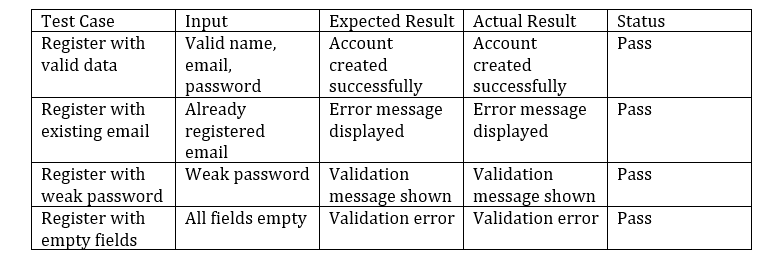 Test Case Input Expected Result Actual Result Status
Register with Valid name, Account Account Pass
valid data email, created created
password successfully successfully
Register with Already Error message Error message Pass
existing email registered displayed displayed
email
Register with Weak password Validation Validation Pass
weak password message shown message shown
Register with All fields empty Validation error Validation error Pass
empty fields